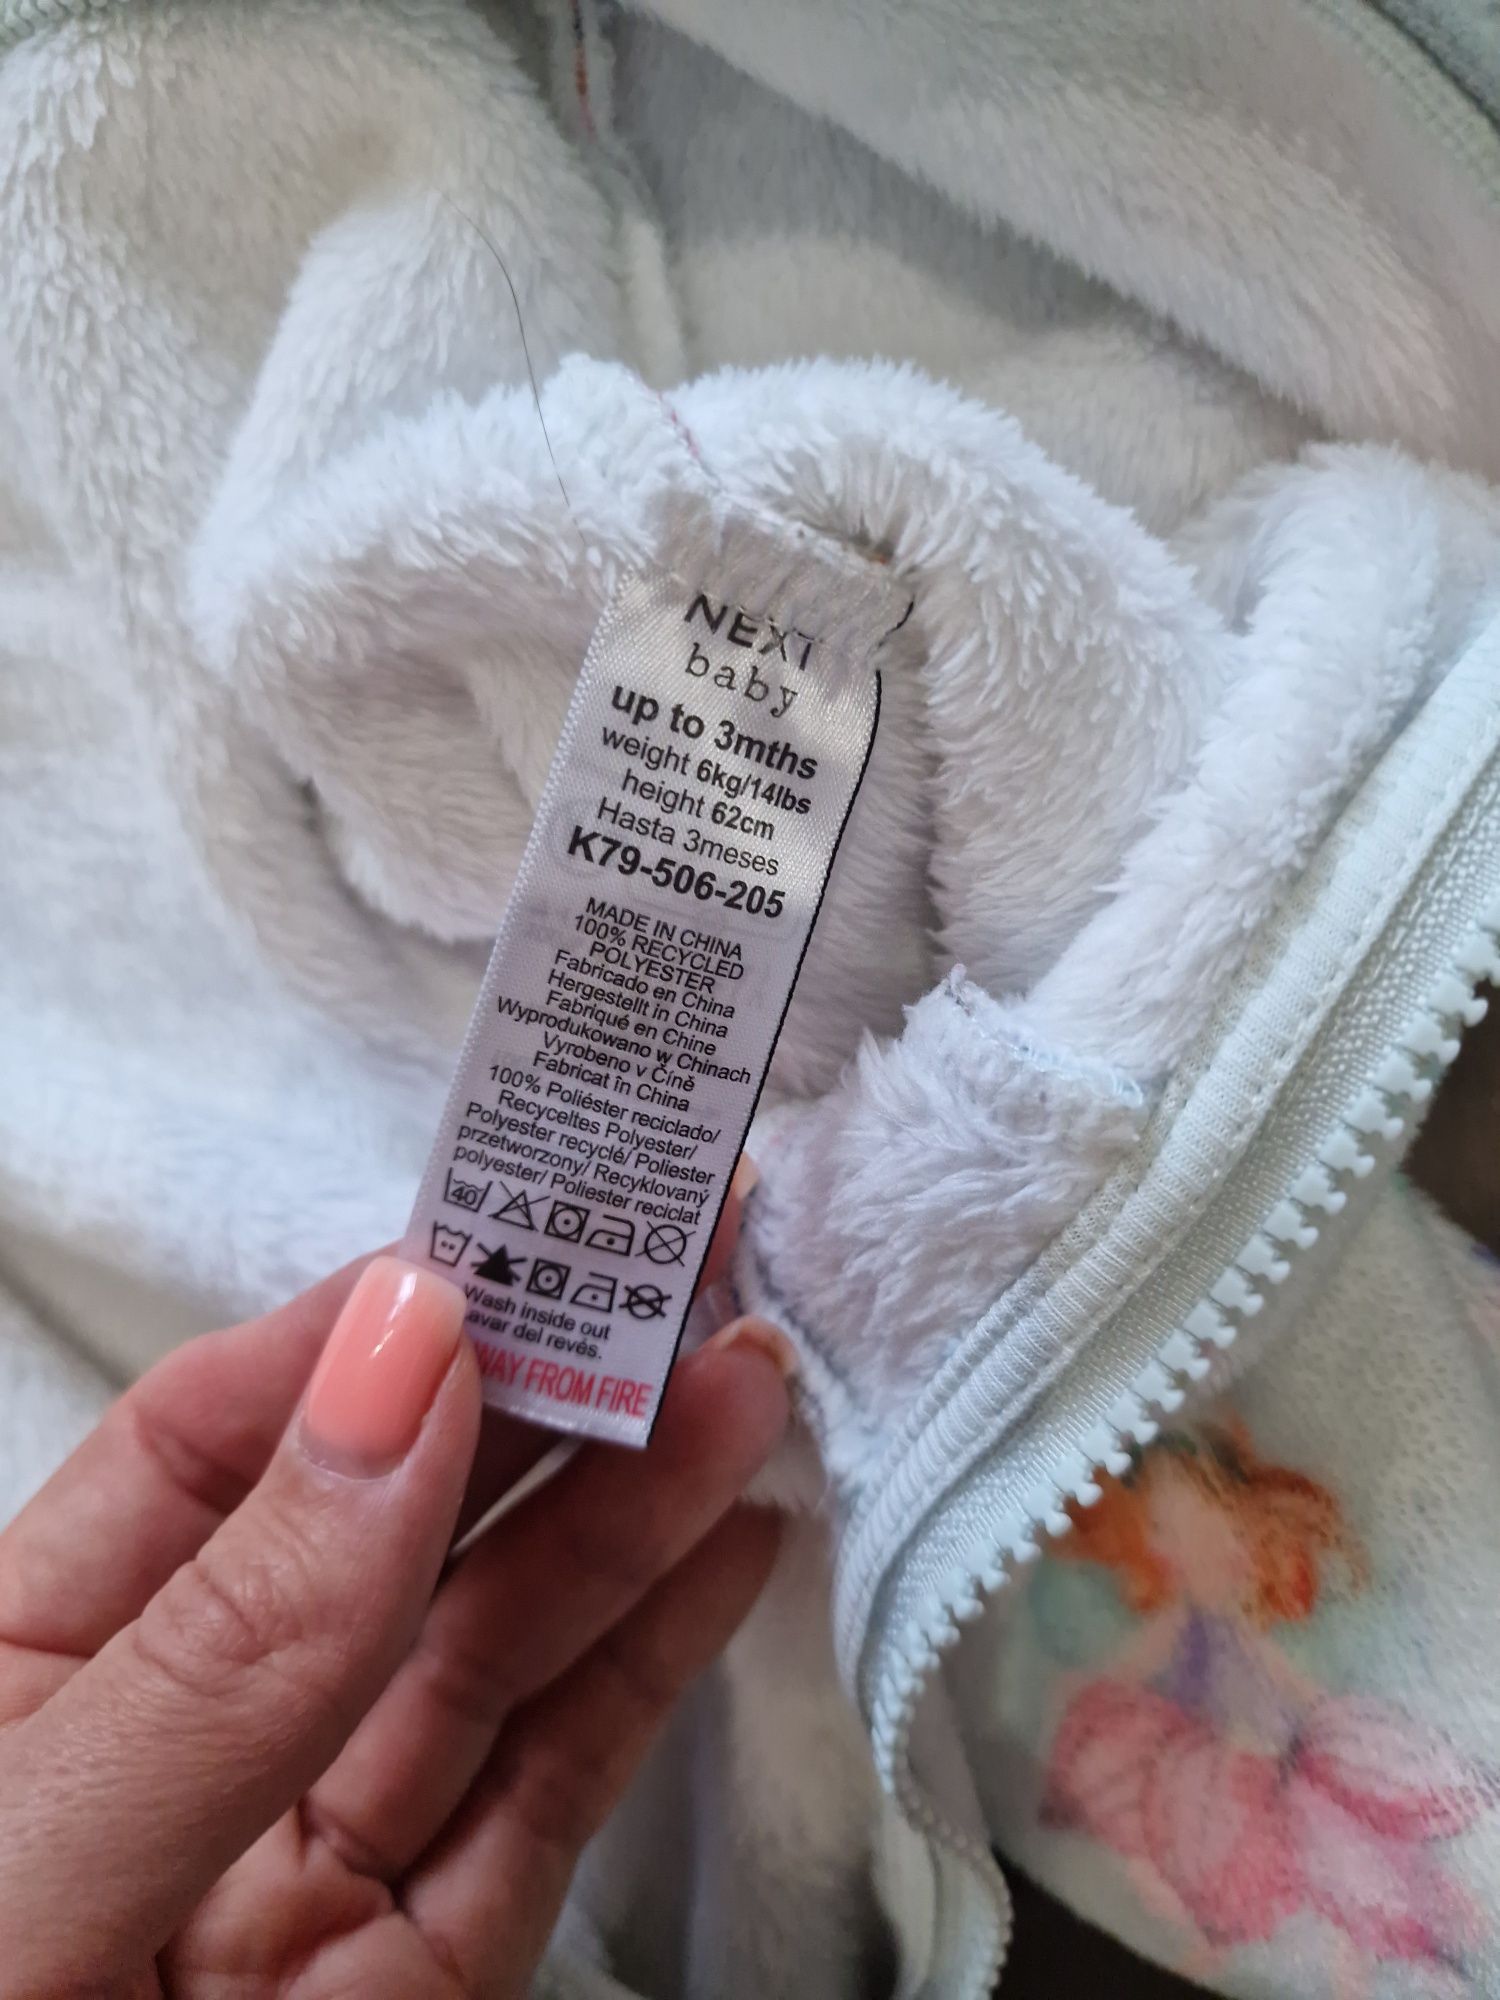 NEXT
baby
up to 3mths
weight 6kg/14lbs
height 62cm
Hasta 3meses
K79-506-205
MADE IN CHINA
100% RECYCLED
POLYESTER
Fabricado en China
Hergestellt in China
Fabriqué en Chine
Wyprodukowano w Chinach
Vyrobeno v Číně
Fabricat în China
100% Poliéster reciclado/
Recyceltes Polyester/
Polyester recyclé/ Poliester
przetworzony/ Recyklovaný
polyester/ Poliester reciclat
40
Wash inside out
Lavar del revés.
AWAY FROM FIRE